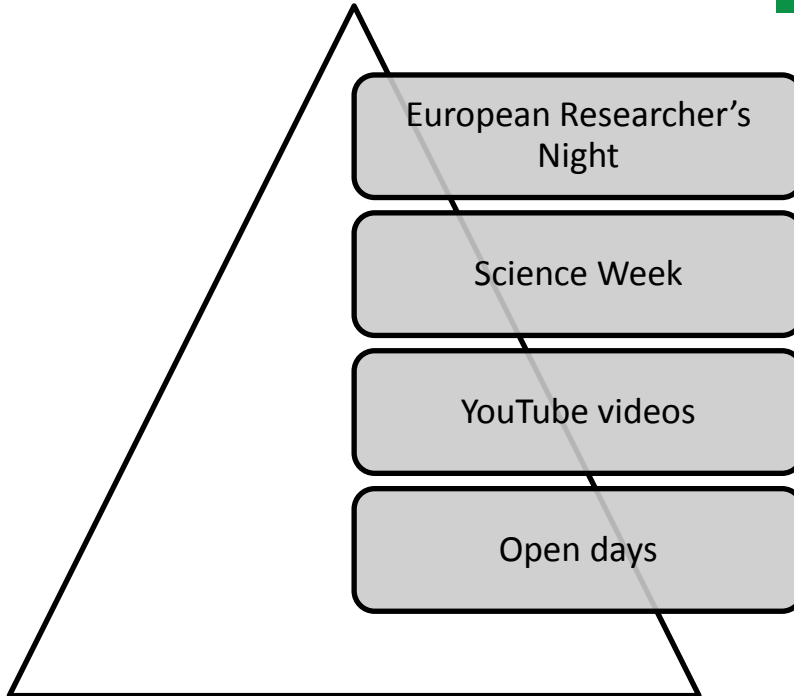 European Researcher’s
Night
Science Week
YouTube videos
Open days